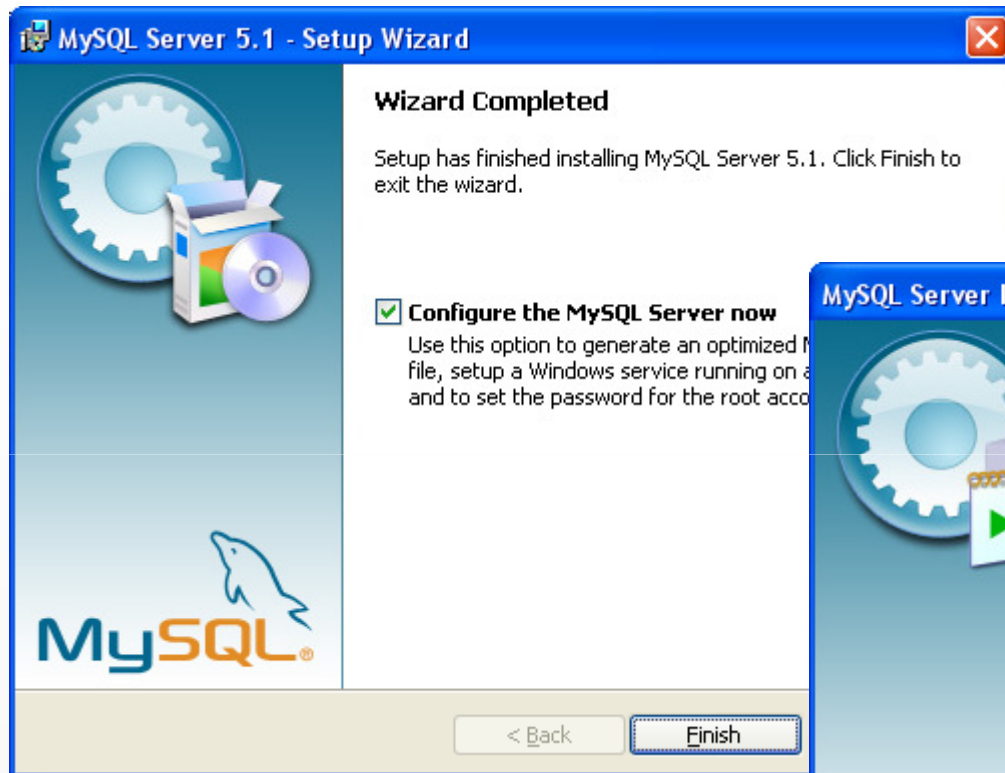 MySQL Server 5.1 - Setup Wizard
Wizard Completed
Setup has finished installing MySQL Server 5.1. Click Finish to
exit the wizard.
Configure the MySQL Server now
Use this option to generate an optimized
file, setup a Windows service running on a
and to set the password for the root acco
MySQL®
< Back
Finish
MySQL Server